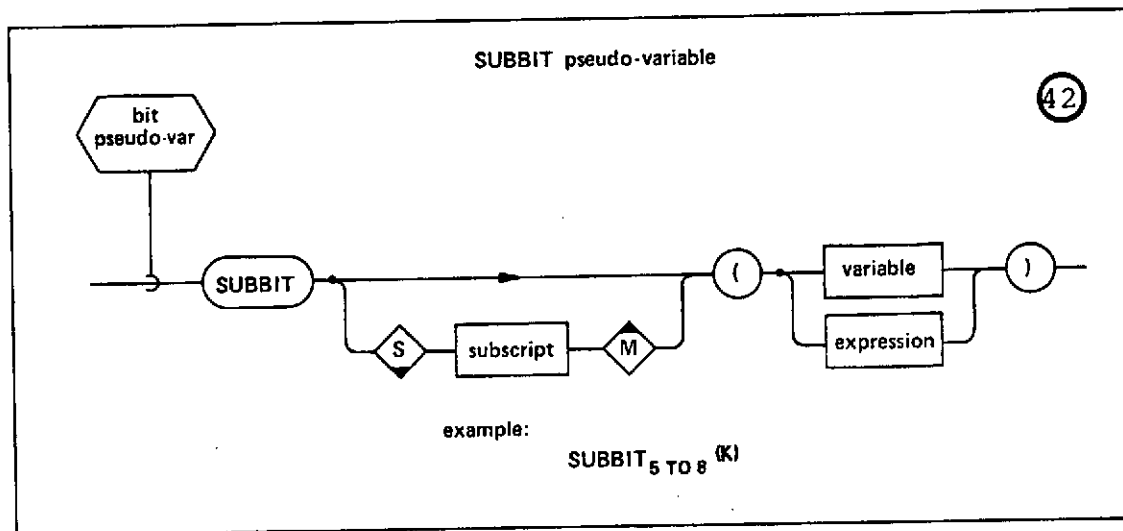 SUBBIT pseudo-variable
42
bit
pseudo-var
SUBBIT
(
variable
)
S
subscript
M
expression
example:
SUBBIT5 TO 8 (K)